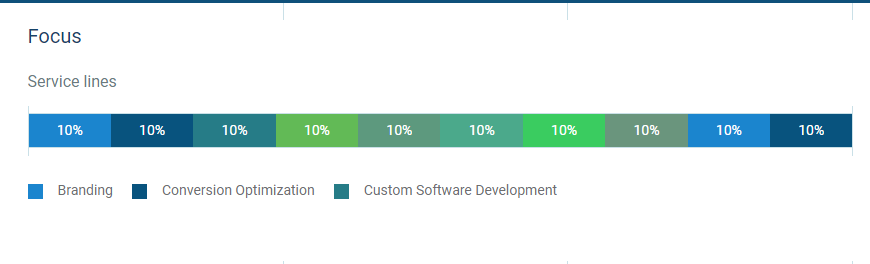 Focus
Service lines
10% 10% 10% 10% 10% 10% 10% 10% 10% 10%
Branding Conversion Optimization Custom Software Development